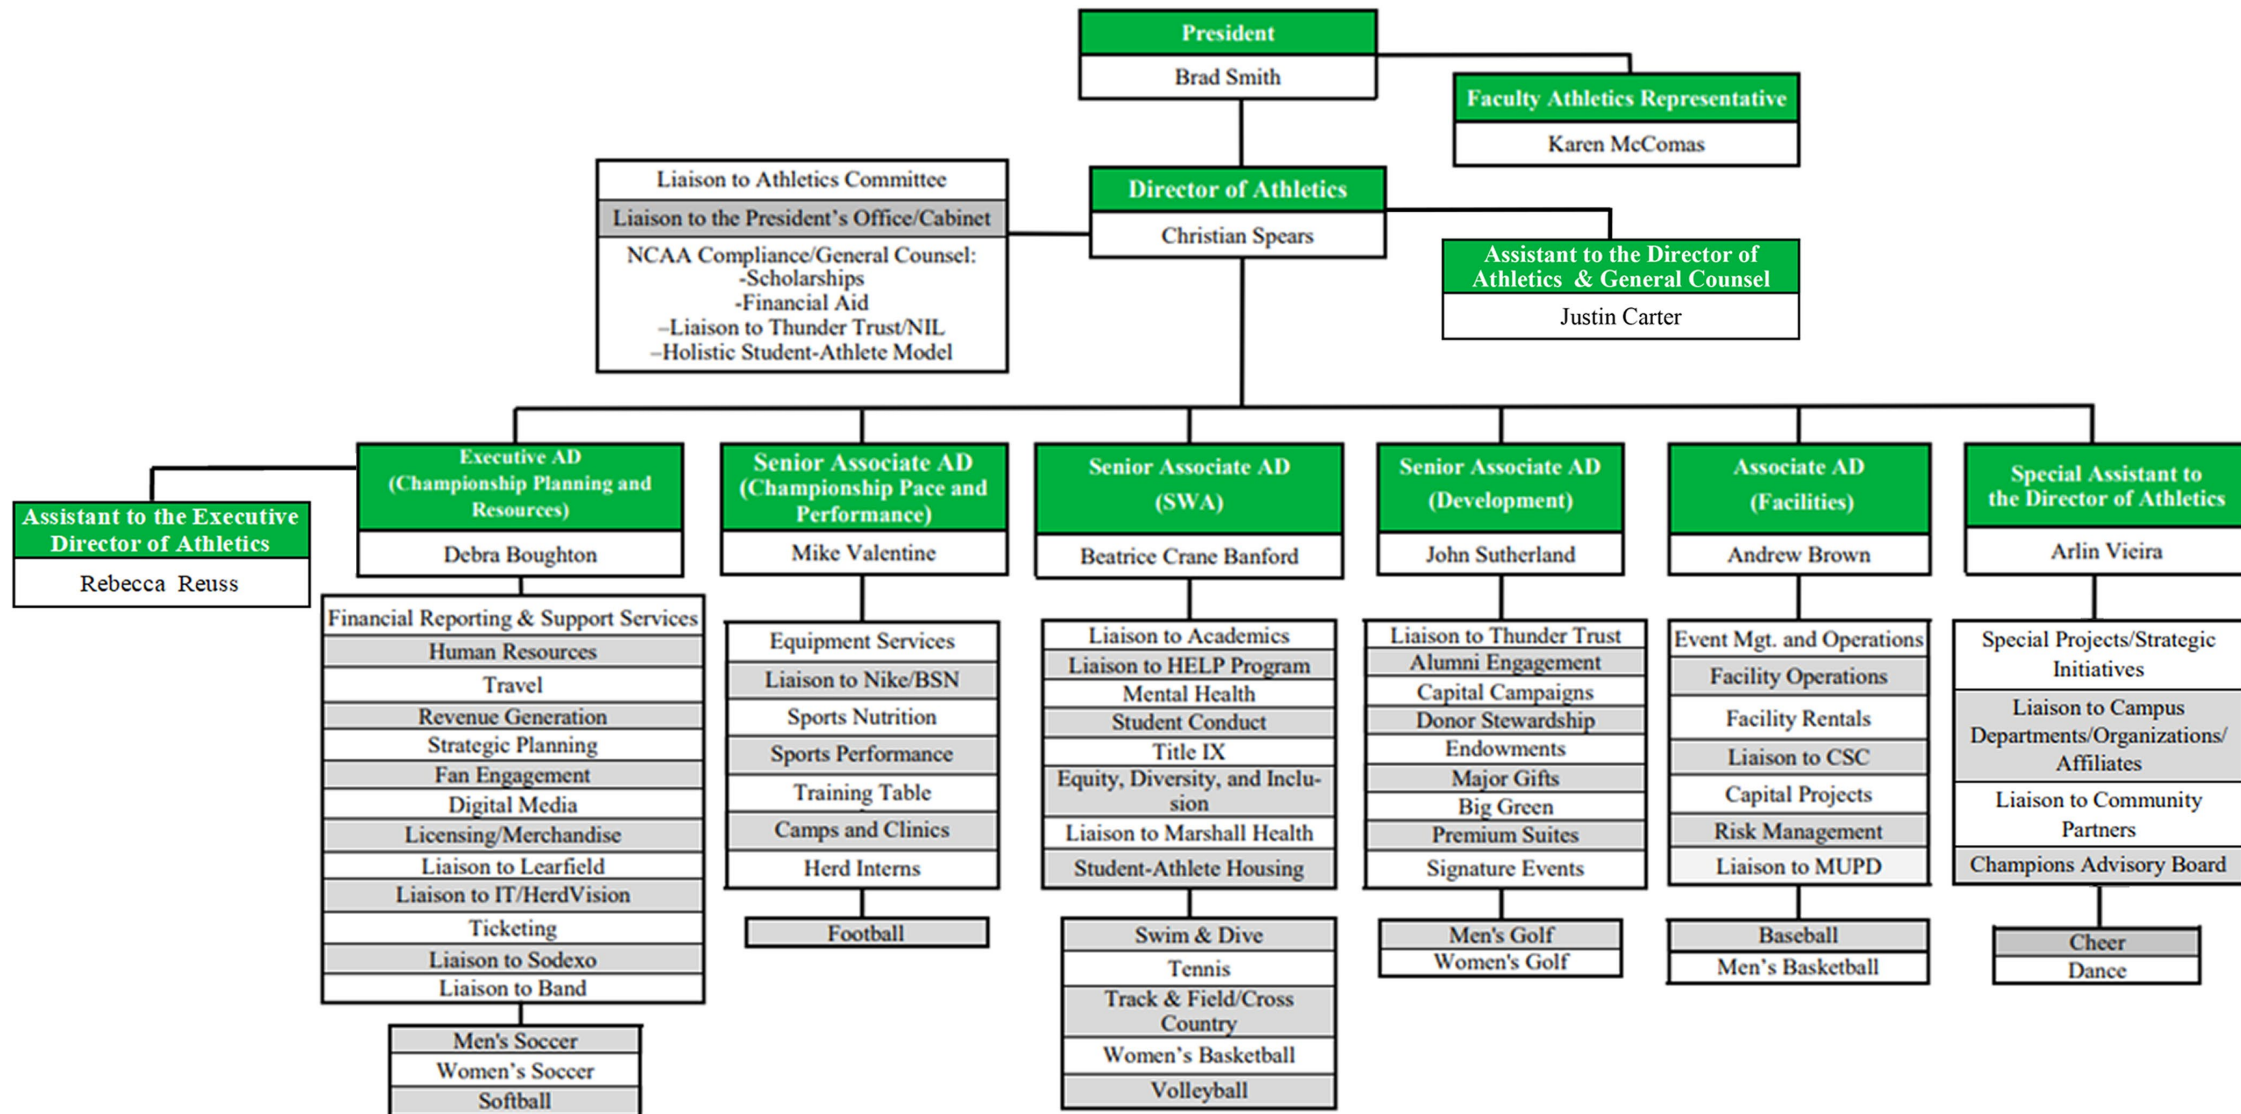 President
Brad Smith
Faculty Athletics Representative
Karen McComas
Director of Athletics
Christian Spears
Liaison to Athletics Committee
Liaison to the President’s Office/Cabinet
NCAA Compliance/General Counsel:
-Scholarships
-Financial Aid
–Liaison to Thunder Trust/NIL
–Holistic Student-Athlete Model
Assistant to the Director of
Athletics & General Counsel
Justin Carter
Assistant to the Executive
Director of Athletics
Rebecca Reuss
Executive AD
(Championship Planning and
Resources)
Debra Boughton
Financial Reporting & Support Services
Human Resources
Travel
Revenue Generation
Strategic Planning
Fan Engagement
Digital Media
Licensing/Merchandise
Liaison to Learfield
Liaison to IT/HerdVision
Ticketing
Liaison to Sodexo
Liaison to Band
Men's Soccer
Women’s Soccer
Softball
Senior Associate AD
(Championship Pace and
Performance)
Mike Valentine
Equipment Services
Liaison to Nike/BSN
Sports Nutrition
Sports Performance
Training Table
Camps and Clinics
Herd Interns
Football
Senior Associate AD
(SWA)
Beatrice Crane Banford
Liaison to Academics
Liaison to HELP Program
Mental Health
Student Conduct
Title IX
Equity, Diversity, and Inclu-
sion
Liaison to Marshall Health
Student-Athlete Housing
Swim & Dive
Tennis
Track & Field/Cross
Country
Women’s Basketball
Volleyball
Senior Associate AD
(Development)
John Sutherland
Liaison to Thunder Trust
Alumni Engagement
Capital Campaigns
Donor Stewardship
Endowments
Major Gifts
Big Green
Premium Suites
Signature Events
Men's Golf
Women's Golf
Associate AD
(Facilities)
Andrew Brown
Event Mgt. and Operations
Facility Operations
Facility Rentals
Liaison to CSC
Capital Projects
Risk Management
Liaison to MUPD
Baseball
Men’s Basketball
Special Assistant to
the Director of Athletics
Arlin Vieira
Special Projects/Strategic
Initiatives
Liaison to Campus
Departments/Organizations/
Affiliates
Liaison to Community
Partners
Champions Advisory Board
Cheer
Dance